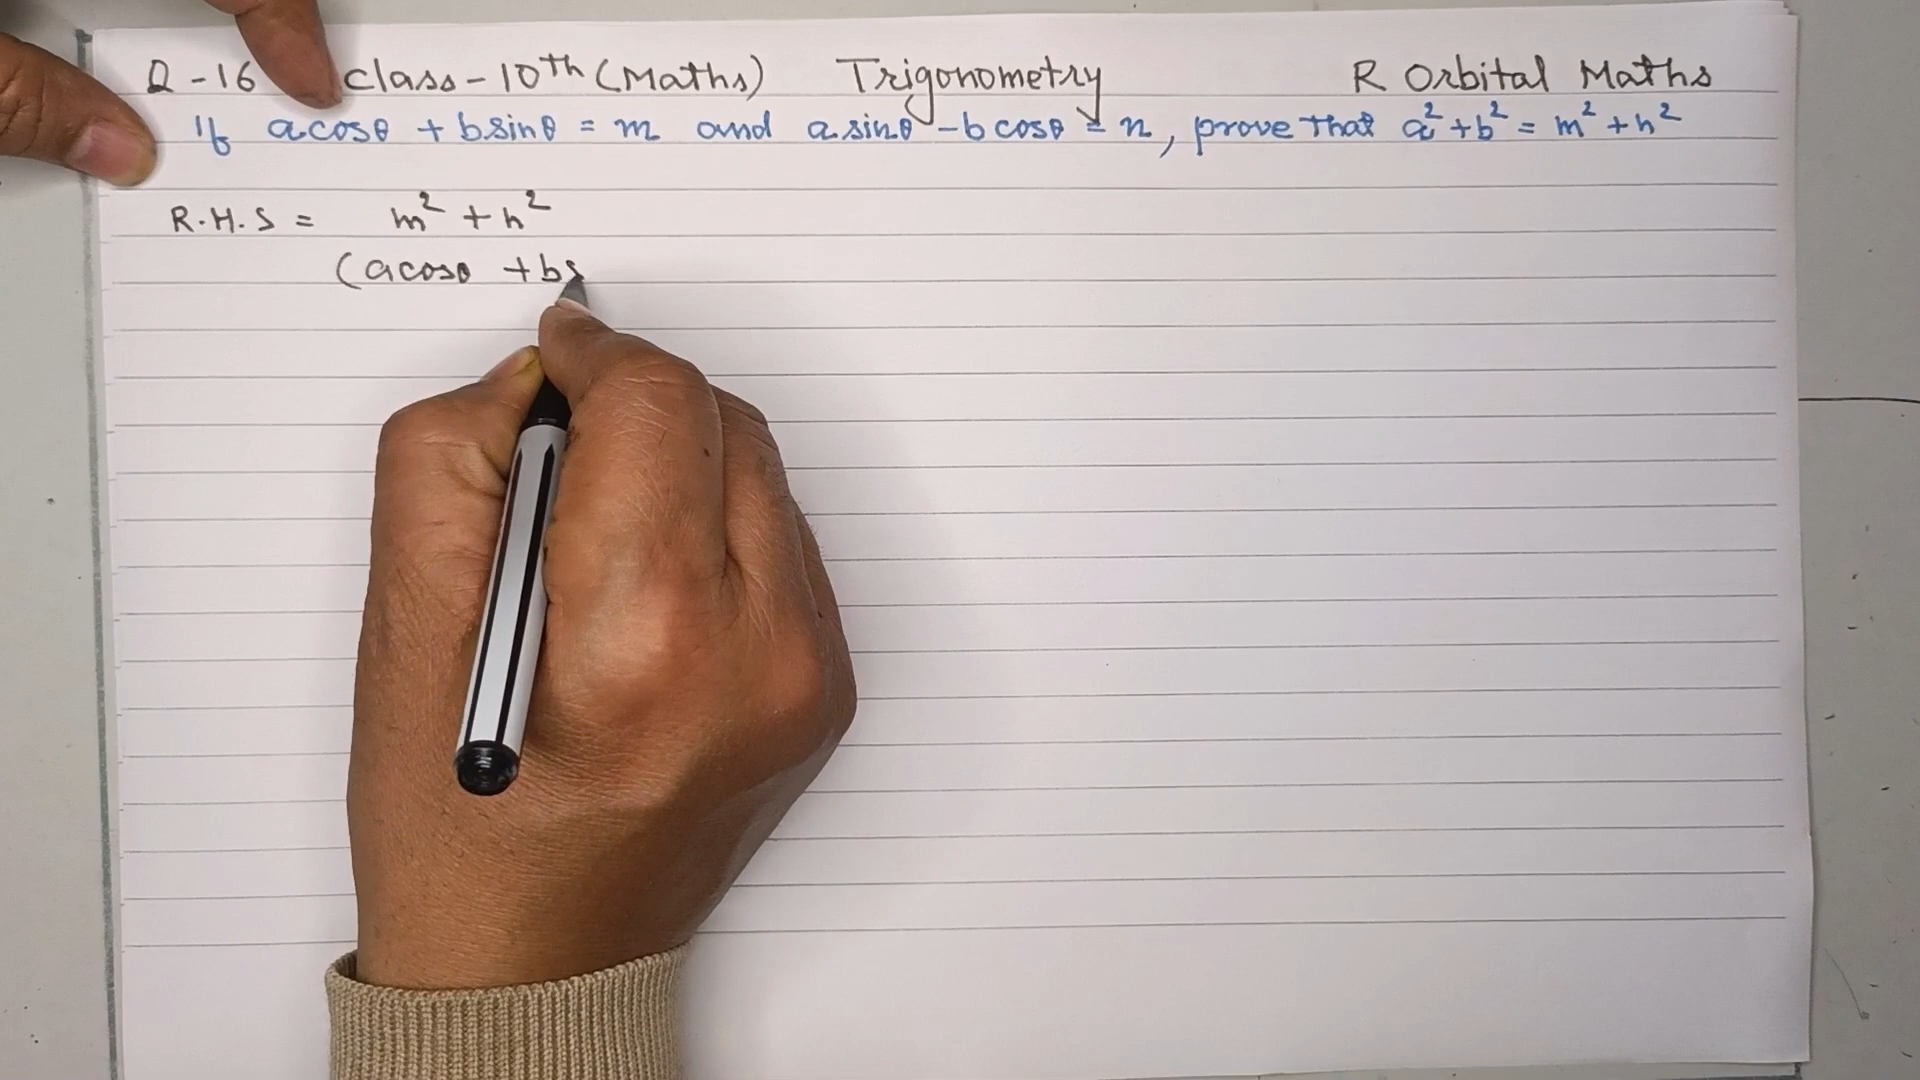 Q-16 class-10th (Maths) Trigonometry R Orbital Maths
If acosθ + bsinθ = m and asinθ - bcosθ = n, prove that a² + b² = m² + n²
R.H.S = m² + n²
(acosθ + bs